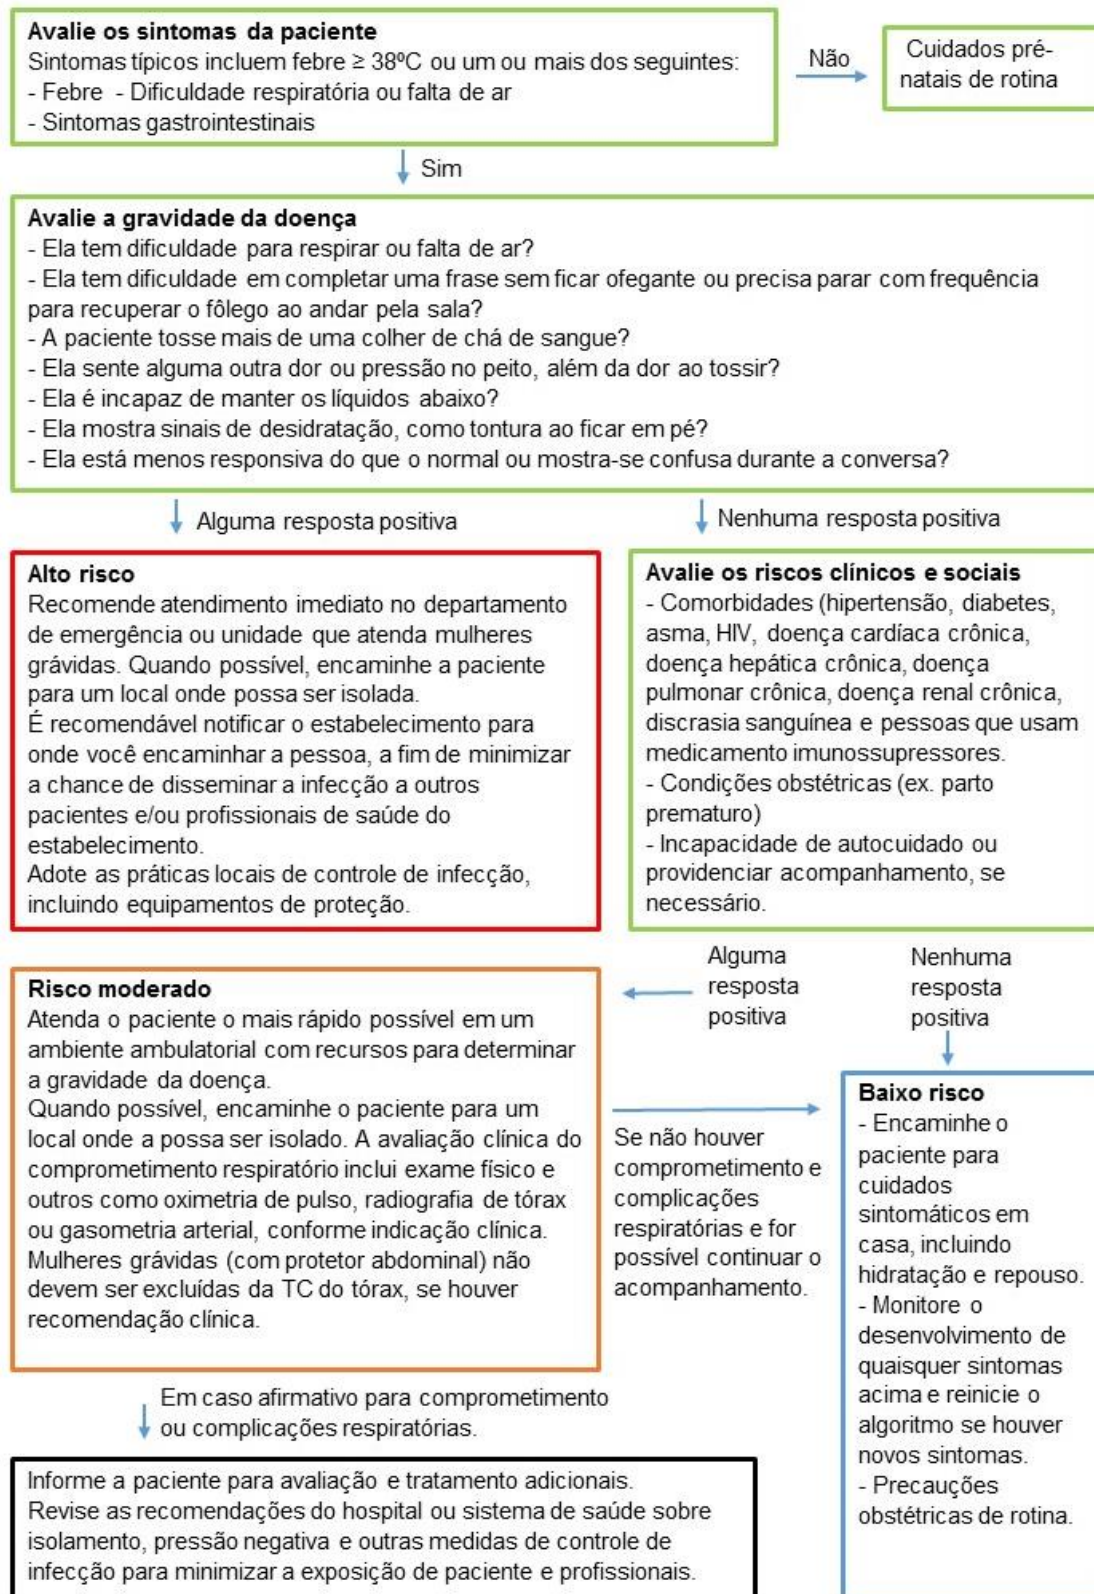 Avalie os sintomas da paciente
Sintomas típicos incluem febre ≥ 38ºC ou um ou mais dos seguintes:
- Febre - Dificuldade respiratória ou falta de ar
- Sintomas gastrointestinais
Não
Cuidados pré-
natais de rotina
Sim
Avalie a gravidade da doença
- Ela tem dificuldade para respirar ou falta de ar?
- Ela tem dificuldade em completar uma frase sem ficar ofegante ou precisa parar com frequência
para recuperar o fôlego ao andar pela sala?
- A paciente tosse mais de uma colher de chá de sangue?
- Ela sente alguma outra dor ou pressão no peito, além da dor ao tossir?
- Ela é incapaz de manter os líquidos abaixo?
- Ela mostra sinais de desidratação, como tontura ao ficar em pé?
- Ela está menos responsiva do que o normal ou mostra-se confusa durante a conversa?
Alguma resposta positiva
Nenhuma resposta positiva
Alto risco
Recomende atendimento imediato no departamento
de emergência ou unidade que atenda mulheres
grávidas. Quando possível, encaminhe a paciente
para um local onde possa ser isolada.
É recomendável notificar o estabelecimento para
onde você encaminhar a pessoa, a fim de minimizar
a chance de disseminar a infecção a outros
pacientes e/ou profissionais de saúde do
estabelecimento.
Adote as práticas locais de controle de infecção,
incluindo equipamentos de proteção.
Avalie os riscos clínicos e sociais
- Comorbidades (hipertensão, diabetes,
asma, HIV, doença cardíaca crônica,
doença hepática crônica, doença
pulmonar crônica, doença renal crônica,
discrasia sanguínea e pessoas que usam
medicamento imunossupressores.
- Condições obstétricas (ex. parto
prematuro)
- Incapacidade de autocuidado ou
providenciar acompanhamento, se
necessário.
Alguma
resposta
positiva
Nenhuma
resposta
positiva
Risco moderado
Atenda o paciente o mais rápido possível em um
ambiente ambulatorial com recursos para determinar
a gravidade da doença.
Quando possível, encaminhe o paciente para um
local onde a possa ser isolado. A avaliação clínica do
comprometimento respiratório inclui exame físico e
outros como oximetria de pulso, radiografia de tórax
ou gasometria arterial, conforme indicação clínica.
Mulheres grávidas (com protetor abdominal) não
devem ser excluídas da TC do tórax, se houver
recomendação clínica.
Se não houver
comprometimento e
complicações
respiratórias e for
possível continuar o
acompanhamento.
Baixo risco
- Encaminhe o
paciente para
cuidados
sintomáticos em
casa, incluindo
hidratação e repouso.
- Monitore o
desenvolvimento de
quaisquer sintomas
acima e reinicie o
algoritmo se houver
novos sintomas.
- Precauções
obstétricas de rotina.
Em caso afirmativo para comprometimento
ou complicações respiratórias.
Informe a paciente para avaliação e tratamento adicionais.
Revise as recomendações do hospital ou sistema de saúde sobre
isolamento, pressão negativa e outras medidas de controle de
infecção para minimizar a exposição de paciente e profissionais.